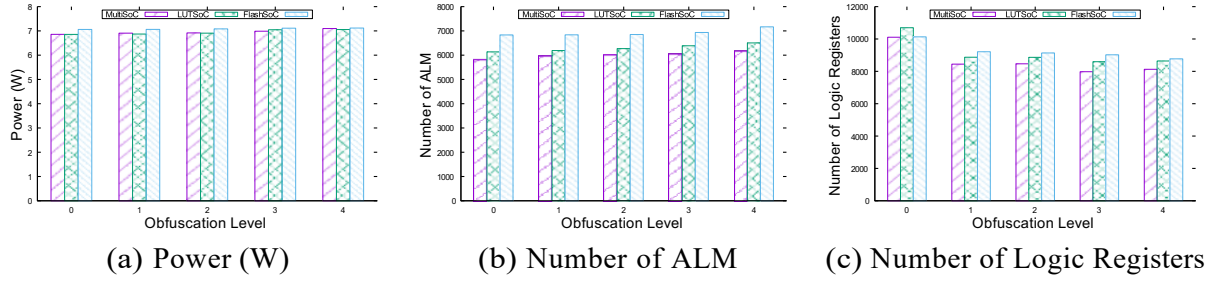 MultiSoC LUTSoC FlashSoC
8
7
6
5
4
3
2
1
0
Power (W)
0 1 2 3 4
Obfuscation Level
(a) Power (W)
MultiSoC LUTSoC FlashSoC
8000
7000
6000
5000
4000
3000
2000
1000
0
Number of ALM
0 1 2 3 4
Obfuscation Level
(b) Number of ALM
MultiSoC LUTSoC FlashSoC
12000
10000
8000
6000
4000
2000
0
Number of Logic Registers
0 1 2 3 4
Obfuscation Level
(c) Number of Logic Registers